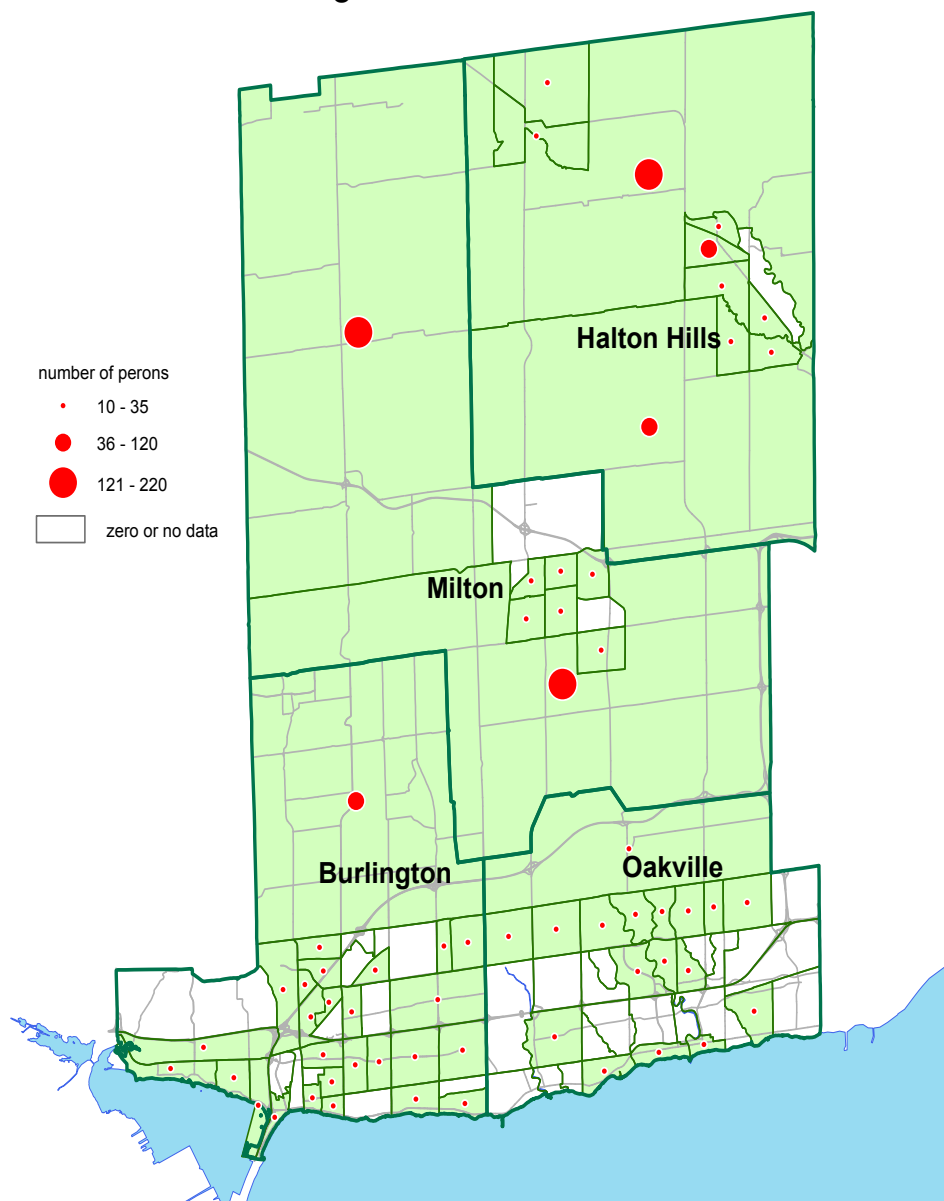 Halton Hills
number of perons
10 - 35
36 - 120
121 - 220
zero or no data
Milton
Burlington
Oakville